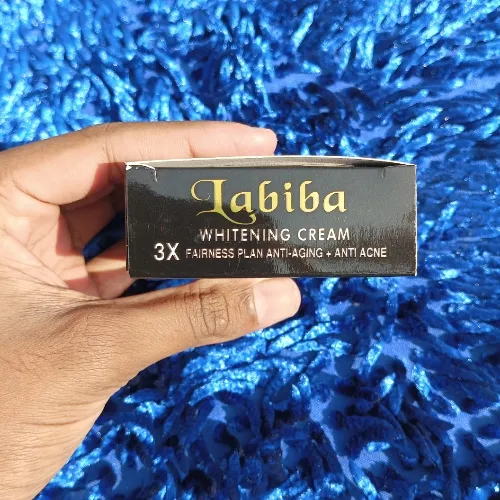 Labiba
WHITENING CREAM
3X FAIRNESS PLAN ANTI-AGING + ANTI ACNE